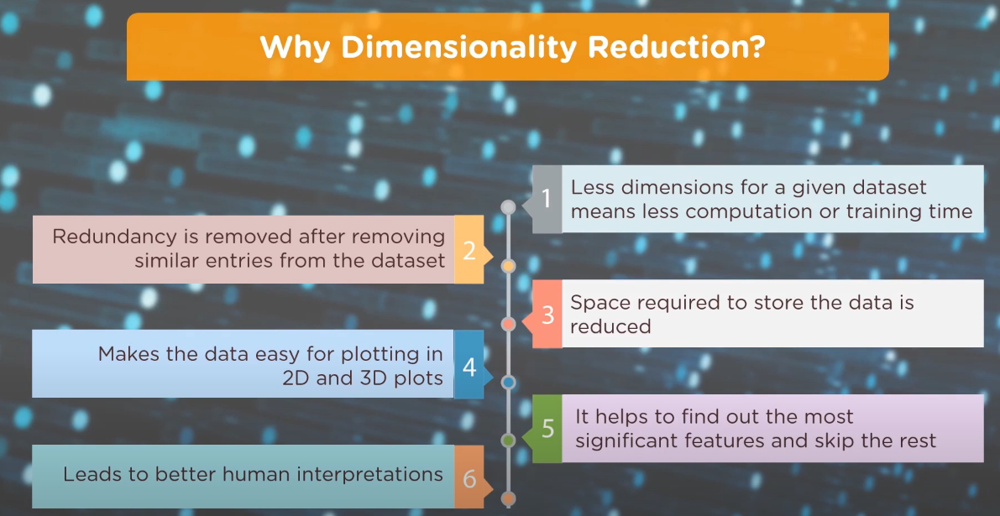 Why Dimensionality Reduction?
1
Less dimensions for a given dataset
means less computation or training time
2
Redundancy is removed after removing
similar entries from the dataset
3
Space required to store the data is
reduced
4
Makes the data easy for plotting in
2D and 3D plots
5
It helps to find out the most
significant features and skip the rest
6
Leads to better human interpretations